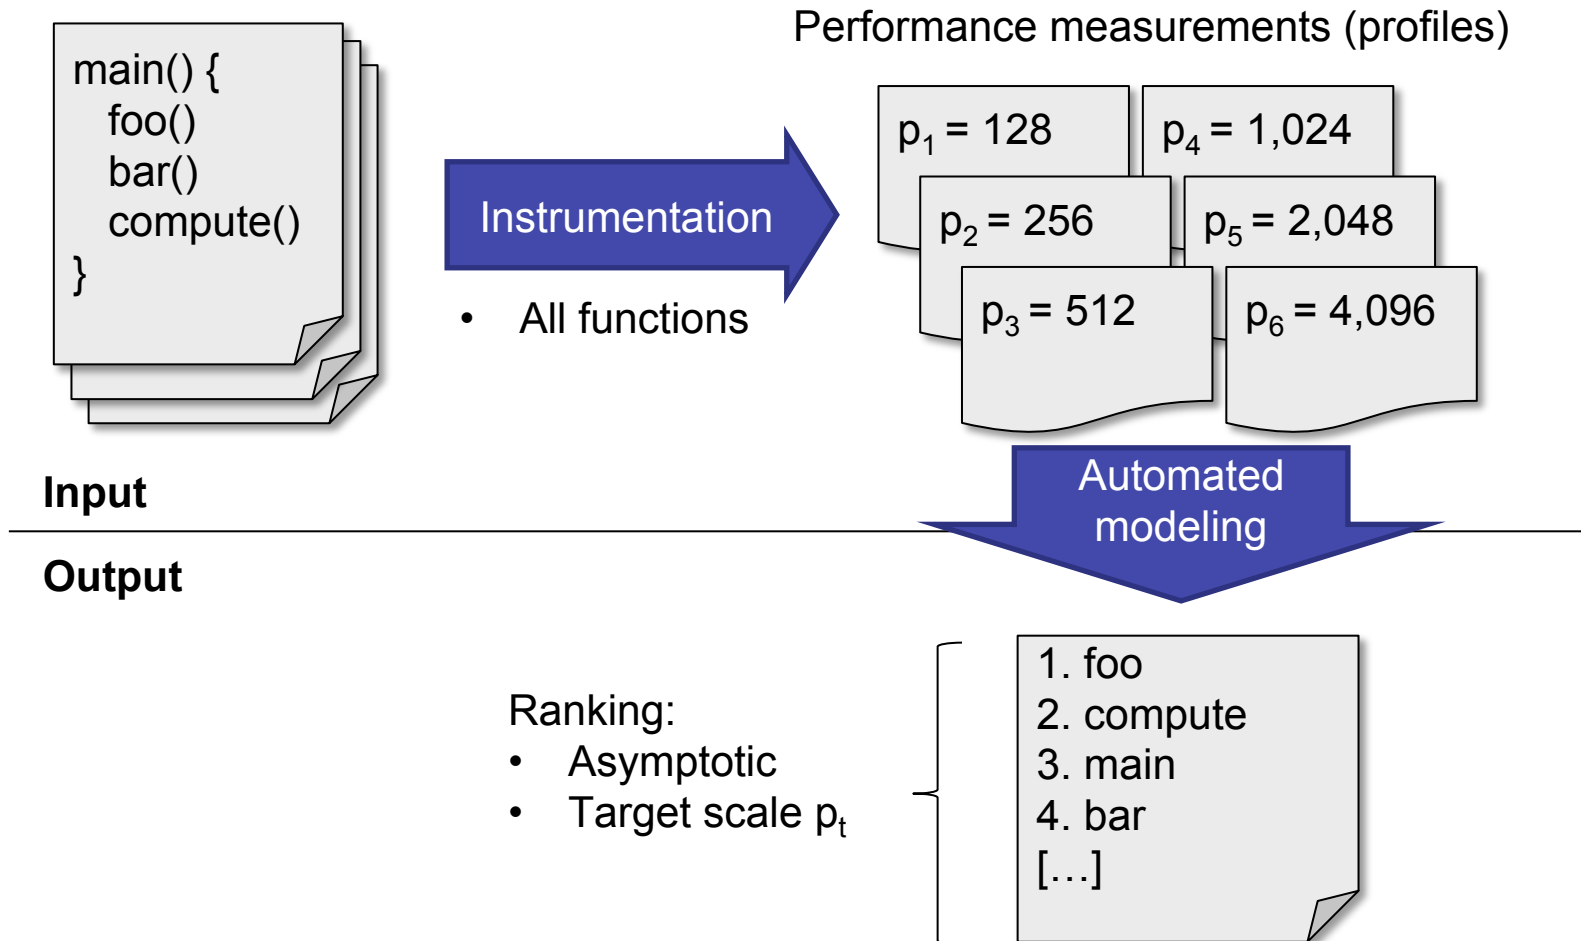 Performance measurements (profiles)
main() {
foo()
bar()
compute()
}
Instrumentation
• All functions
p1 = 128
p2 = 256
p3 = 512
p4 = 1,024
p5 = 2,048
p6 = 4,096
Input
Automated
modeling
Output
Ranking:
• Asymptotic
• Target scale pt
1. foo
2. compute
3. main
4. bar
[…]